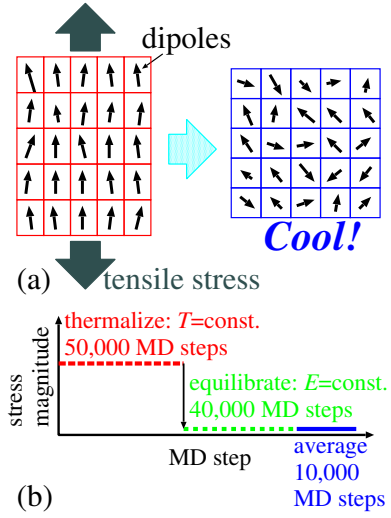 dipoles
Cool!
(a)
tensile stress
thermalize: T=const.
50,000 MD steps
stress
magnitude
equilibrate: E=const.
40,000 MD steps
MD step
average
10,000
MD steps
(b)